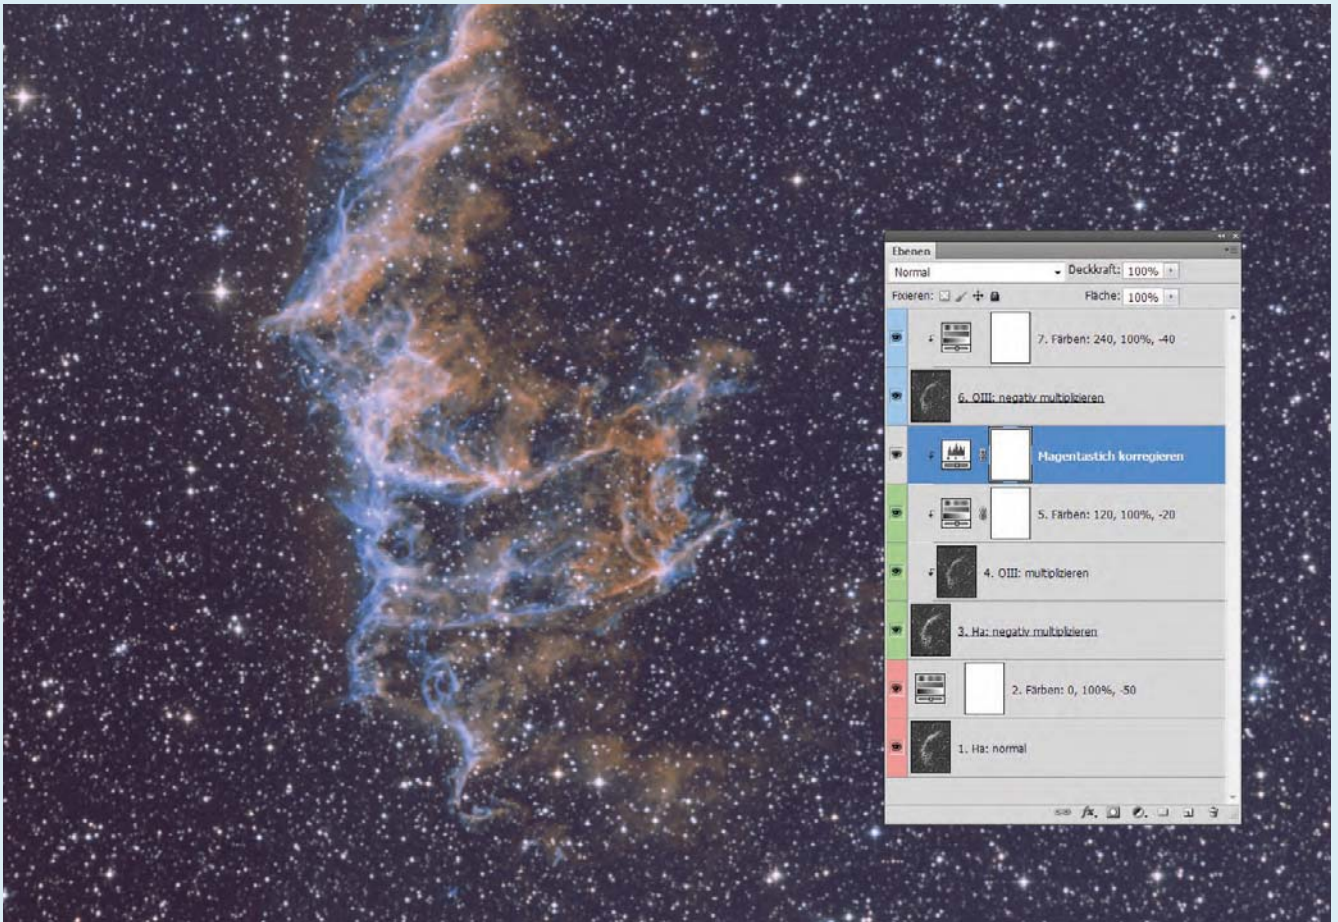 Ebenen
Normal Deckkraft: 100%
Fixieren: Fläche: 100%
7. Färben: 240, 100%, -40
6. OIII: negativ multiplizieren
Magentastich korregieren
5. Färben: 120, 100%, -20
4. OIII: multiplizieren
3. Ha: negativ multiplizieren
2. Färben: 0, 100%, -50
1. Ha: normal
fx.